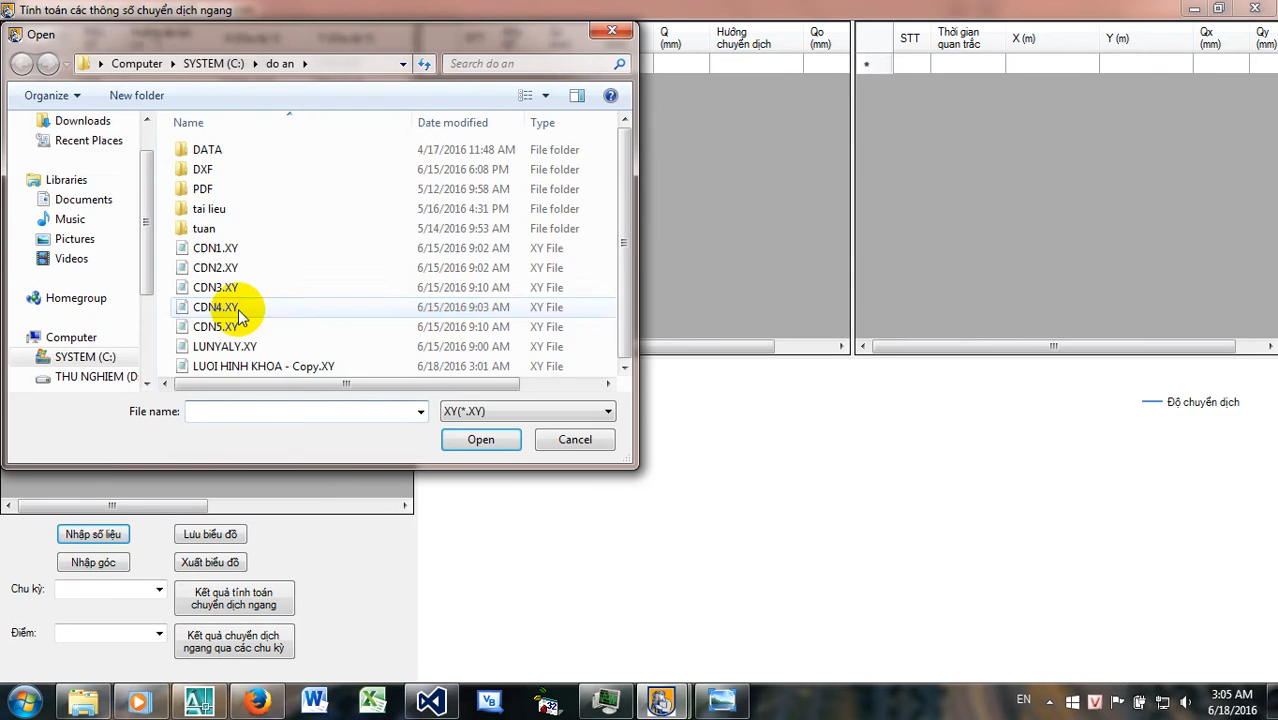 Tính toán các thông số chuyển dịch ngang
Open
Computer
SYSTEM (C:)
do an
Search do an
Organize
New folder
Name
Date modified
Type
Downloads
Recent Places
Libraries
Documents
Music
Pictures
Videos
Homegroup
Computer
SYSTEM (C:)
THU NGHIEM (D
DATA 4/17/2016 11:48 AM File folder
DXF 6/15/2016 6:08 PM File folder
PDF 5/12/2016 9:58 AM File folder
tai lieu 5/16/2016 4:31 PM File folder
tuan 5/14/2016 9:53 AM File folder
CDN1.XY 6/15/2016 9:02 AM XY File
CDN2.XY 6/15/2016 9:02 AM XY File
CDN3.XY 6/15/2016 9:10 AM XY File
CDN4.XY 6/15/2016 9:03 AM XY File
CDN5.XY 6/15/2016 9:10 AM XY File
LUNYALY.XY 6/15/2016 9:00 AM XY File
LUOI HINH KHOA - Copy.XY 6/18/2016 3:01 AM XY File
File name:
XY(*.XY)
Open
Cancel
Q
(mm)
Hướng
chuyển dịch
Qo
(mm)
STT
Thời gian
quan trắc
X (m)
Y (m)
Qx
(mm)
Qy
(m
Độ chuyển dịch
Nhập số liệu
Lưu biểu đồ
Nhập góc
Xuất biểu đồ
Chu kỳ:
Kết quả tính toán
chuyển dịch ngang
Điểm:
Kết quả chuyển dịch
ngang qua các chu kỳ
EN
3:05 AM
6/18/2016